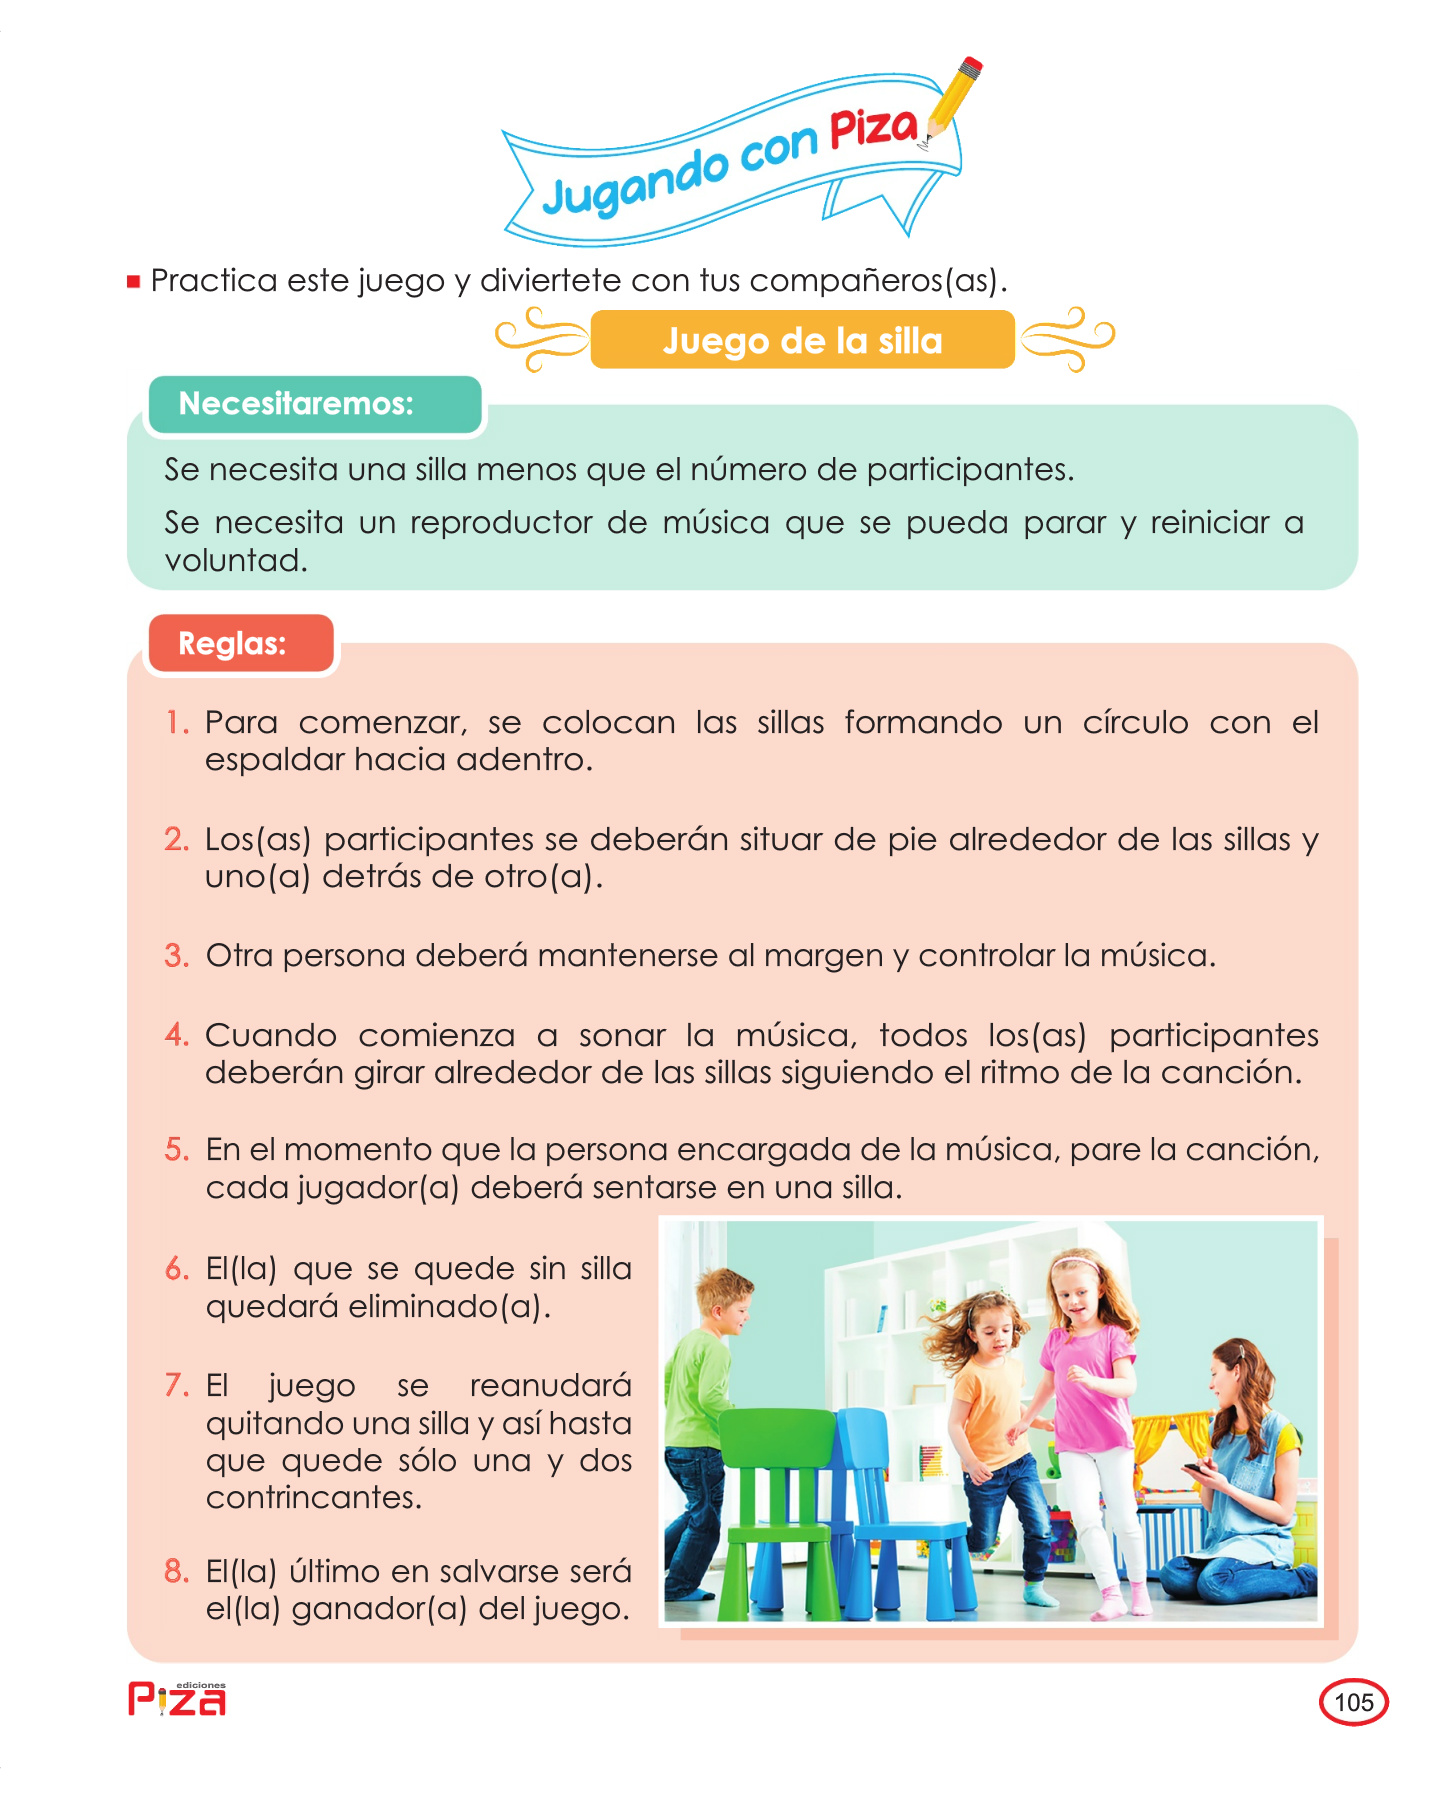 Jugando con Piza
Practica este juego y diviertete con tus compañeros(as).
Juego de la silla
Necesitaremos:
Se necesita una silla menos que el número de participantes.
Se necesita un reproductor de música que se pueda parar y reiniciar a
voluntad.
Reglas:
1. Para comenzar, se colocan las sillas formando un círculo con el
espaldar hacia adentro.
2. Los(as) participantes se deberán situar de pie alrededor de las sillas y
uno(a) detrás de otro(a).
3. Otra persona deberá mantenerse al margen y controlar la música.
4. Cuando comienza a sonar la música, todos los(as) participantes
deberán girar alrededor de las sillas siguiendo el ritmo de la canción.
5. En el momento que la persona encargada de la música, pare la canción,
cada jugador(a) deberá sentarse en una silla.
6. El(la) que se quede sin silla
quedará eliminado(a).
7. El juego se reanudará
quitando una silla y así hasta
que quede sólo una y dos
contrincantes.
8. El(la) último en salvarse será
el(la) ganador(a) del juego.
ediciones
Piza
105